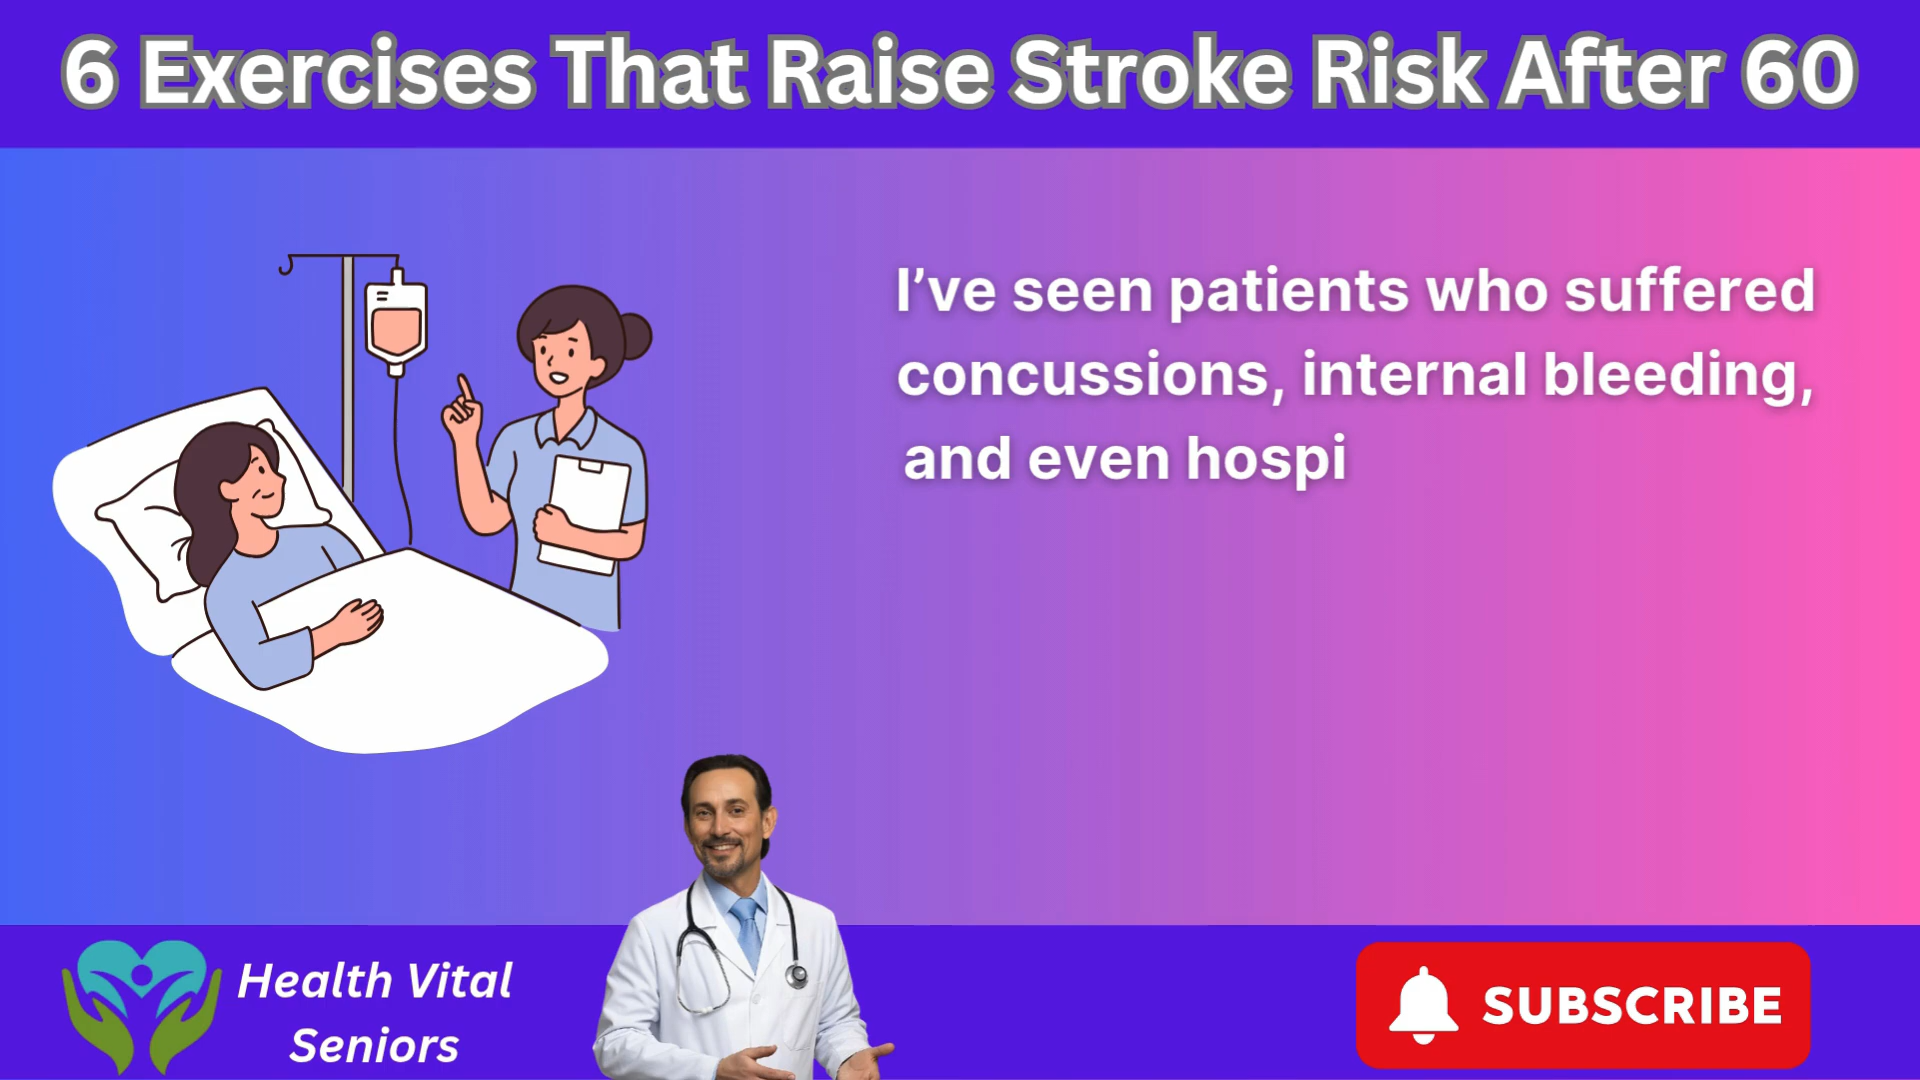 6 Exercises That Raise Stroke Risk After 60
I’ve seen patients who suffered
concussions, internal bleeding,
and even hospi
Health Vital
Seniors
SUBSCRIBE